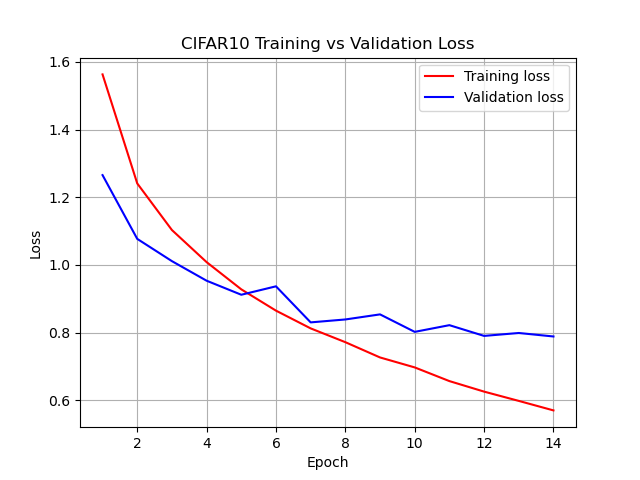 CIFAR10 Training vs Validation Loss
Training loss
Validation loss
1.6
1.4
1.2
1.0
0.8
0.6
Loss
2 4 6 8 10 12 14
Epoch